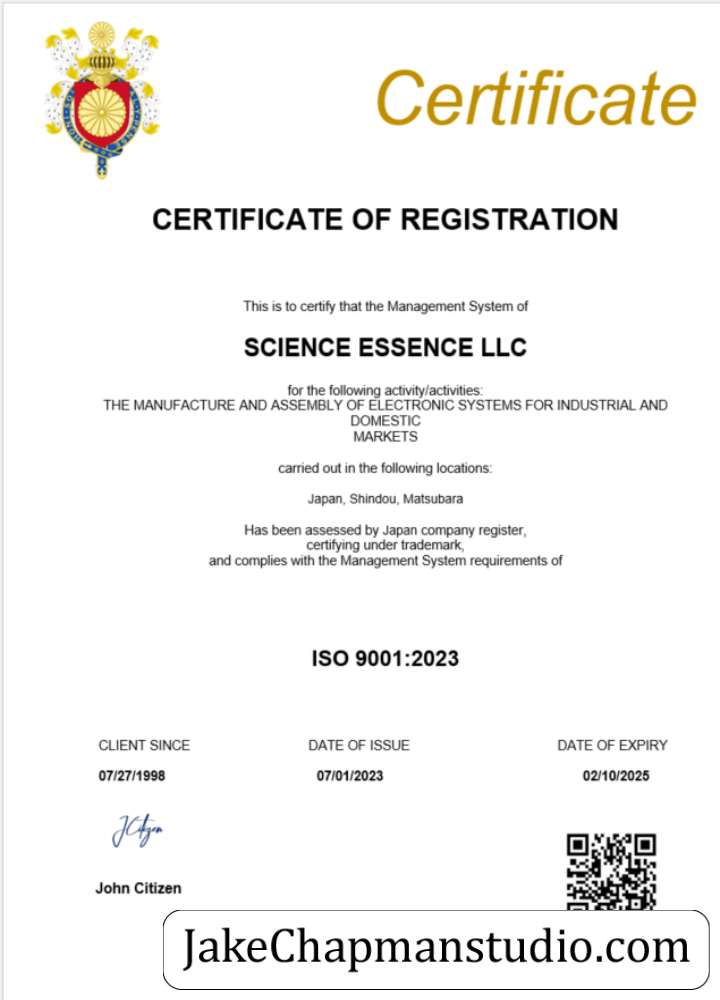 Certificate
CERTIFICATE OF REGISTRATION
This is to certify that the Management System of
SCIENCE ESSENCE LLC
for the following activity/activities:
THE MANUFACTURE AND ASSEMBLY OF ELECTRONIC SYSTEMS FOR INDUSTRIAL AND
DOMESTIC
MARKETS
carried out in the following locations:
Japan, Shindou, Matsubara
Has been assessed by Japan company register,
certifying under trademark,
and complies with the Management System requirements of
ISO 9001:2023
CLIENT SINCE DATE OF ISSUE DATE OF EXPIRY
07/27/1998 07/01/2023 02/10/2025
JCitizen
John Citizen
JakeChapmanstudio.com